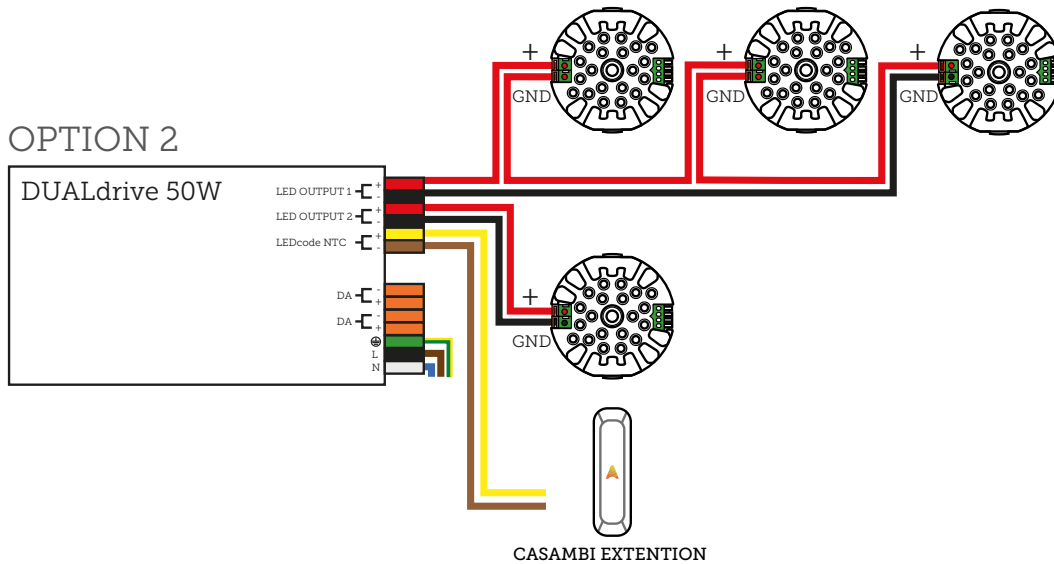 +
+
+
GND
GND
GND
OPTION 2
DUALdrive 50W
LED OUTPUT 1 + -
LED OUTPUT 2 + -
LEDcode NTC + -
+
GND
DA - +
DA - +
L
N
CASAMBI EXTENTION